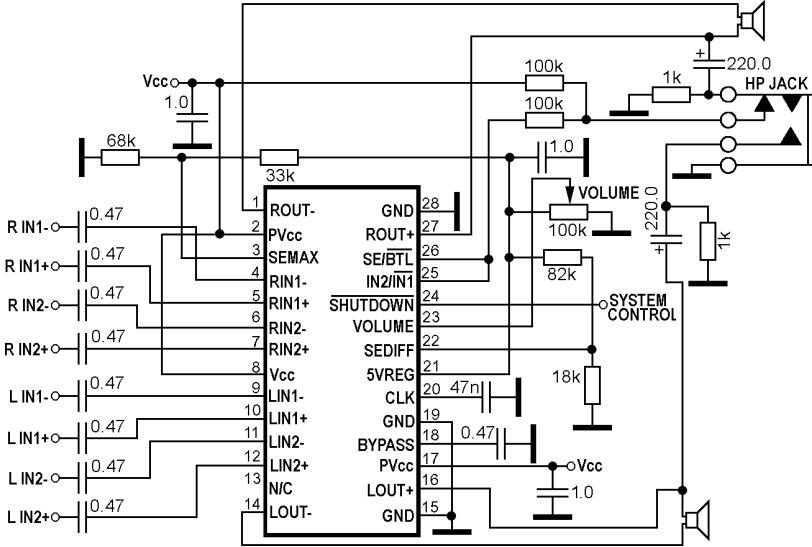 100k
220.0
HP JACK
1k
Vcc
1.0
100k
68k
33k
1.0
VOLUME
100k
220.0
1k
82k
1 ROUT- GND 28
2 PVcc ROUT+ 27
3 SEMAX SE/BTL 26
4 RIN1- IN2/IN1 25
5 RIN1+ SHUTDOWN 24
6 RIN2- VOLUME 23
7 RIN2+ SEDIFF 22
8 Vcc 5VREG 21
9 LIN1- CLK 20
10 LIN1+ GND 19
11 LIN2- BYPASS 18
12 LIN2+ PVcc 17
13 N/C LOUT+ 16
14 LOUT- GND 15
R IN1- 0.47
R IN1+ 0.47
R IN2- 0.47
R IN2+ 0.47
L IN1- 0.47
L IN1+ 0.47
L IN2- 0.47
L IN2+ 0.47
SYSTEM
CONTROL
18k
47n
0.47
Vcc
1.0